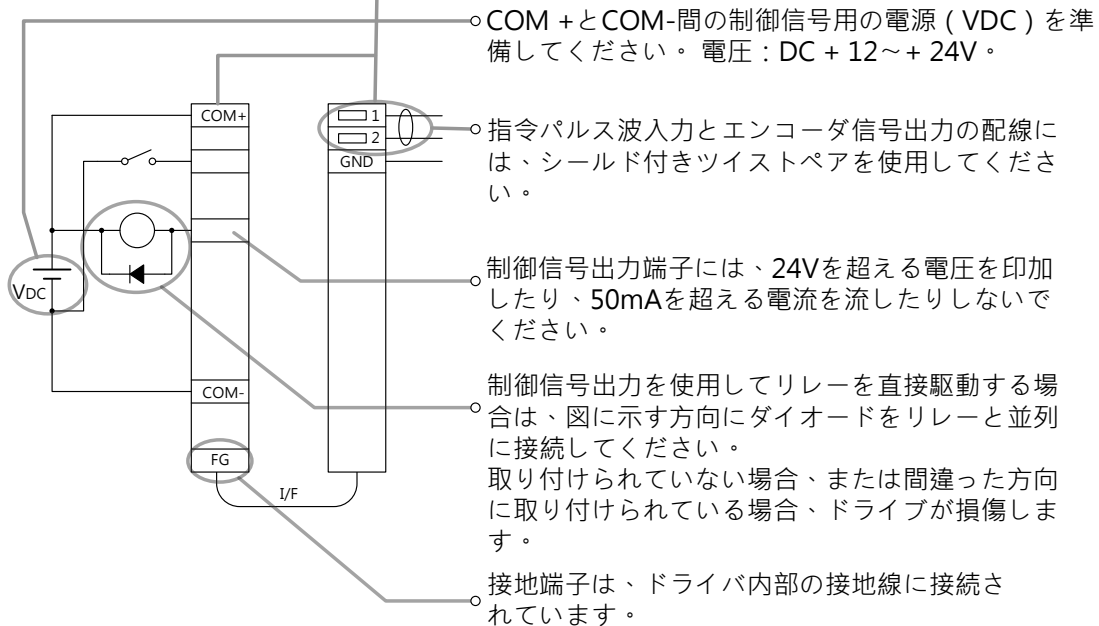 COM +とCOM-間の制御信号用の電源（VDC）を準
備してください。 電圧：DC + 12～+ 24V。
COM+
1
2
GND
指令パルス波入力とエンコーダ信号出力の配線に
は、シールド付きツイストペアを使用してくださ
い。
VDC
制御信号出力端子には、24Vを超える電圧を印加
したり、50mAを超える電流を流したりしないで
ください。
COM-
制御信号出力を使用してリレーを直接駆動する場
合は、図に示す方向にダイオードをリレーと並列
に接続してください。
取り付けられていない場合、または間違った方向
に取り付けられている場合、ドライブが損傷しま
す。
FG
I/F
接地端子は、ドライバ内部の接地線に接続さ
れています。